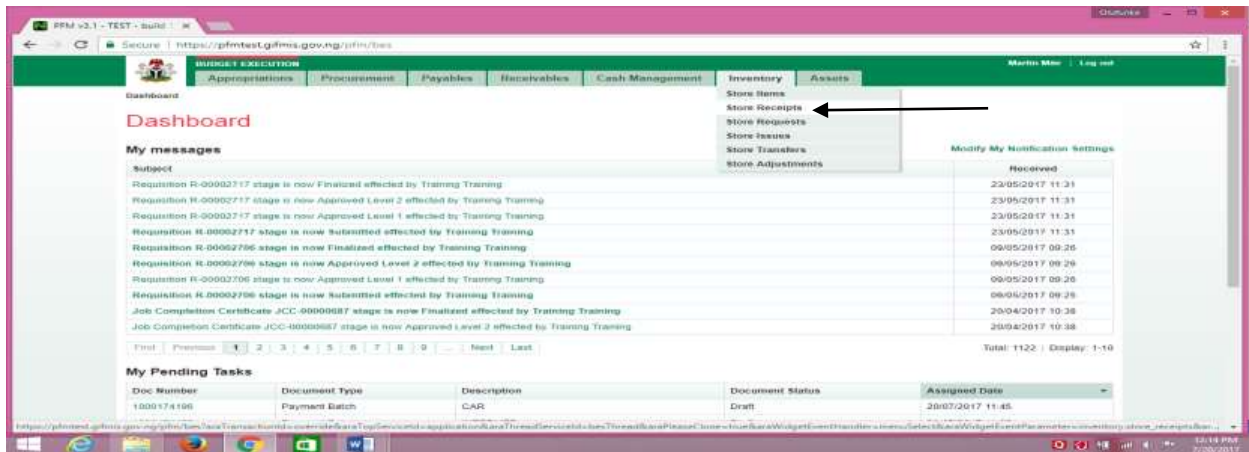 PFM v3.1 - TEST - build
Secure | https://pfmtest.gifmis.gov.ng/pfm/bes
BUDGET EXECUTION
Martin Mine | Log out
Appropriations Procurement Payables Receivables Cash Management Inventory Assets
Dashboard
Store Items
Store Receipts
Store Requests
Store Issues
Store Transfers
Store Adjustments
Dashboard
My messages
Modify My Notification Settings
Subject Received
Requisition R-00002717 stage is now Finalized effected by Training Training 23/05/2017 11:31
Requisition R-00002717 stage is now Approved Level 2 effected by Training Training 23/05/2017 11:31
Requisition R-00002717 stage is now Approved Level 1 effected by Training Training 23/05/2017 11:31
Requisition R-00002717 stage is now Submitted effected by Training Training 23/05/2017 11:31
Requisition R-00002706 stage is now Finalized effected by Training Training 09/05/2017 09:26
Requisition R-00002706 stage is now Approved Level 2 effected by Training Training 09/05/2017 09:26
Requisition R-00002706 stage is now Approved Level 1 effected by Training Training 09/05/2017 09:26
Requisition R-00002706 stage is now Submitted effected by Training Training 09/05/2017 09:25
Job Completion Certificate JCC-00000687 stage is now Finalized effected by Training Training 20/04/2017 10:38
Job Completion Certificate JCC-00000687 stage is now Approved Level 2 effected by Training Training 20/04/2017 10:38
First Previous 1 2 3 4 5 6 7 8 9 ... Next Last Total: 1122 | Display: 1-10
My Pending Tasks
Doc Number Document Type Description Document Status Assigned Date
1000174196 Payment Batch CAR Draft 20/07/2017 11:45
12:14 PM
7/20/2017